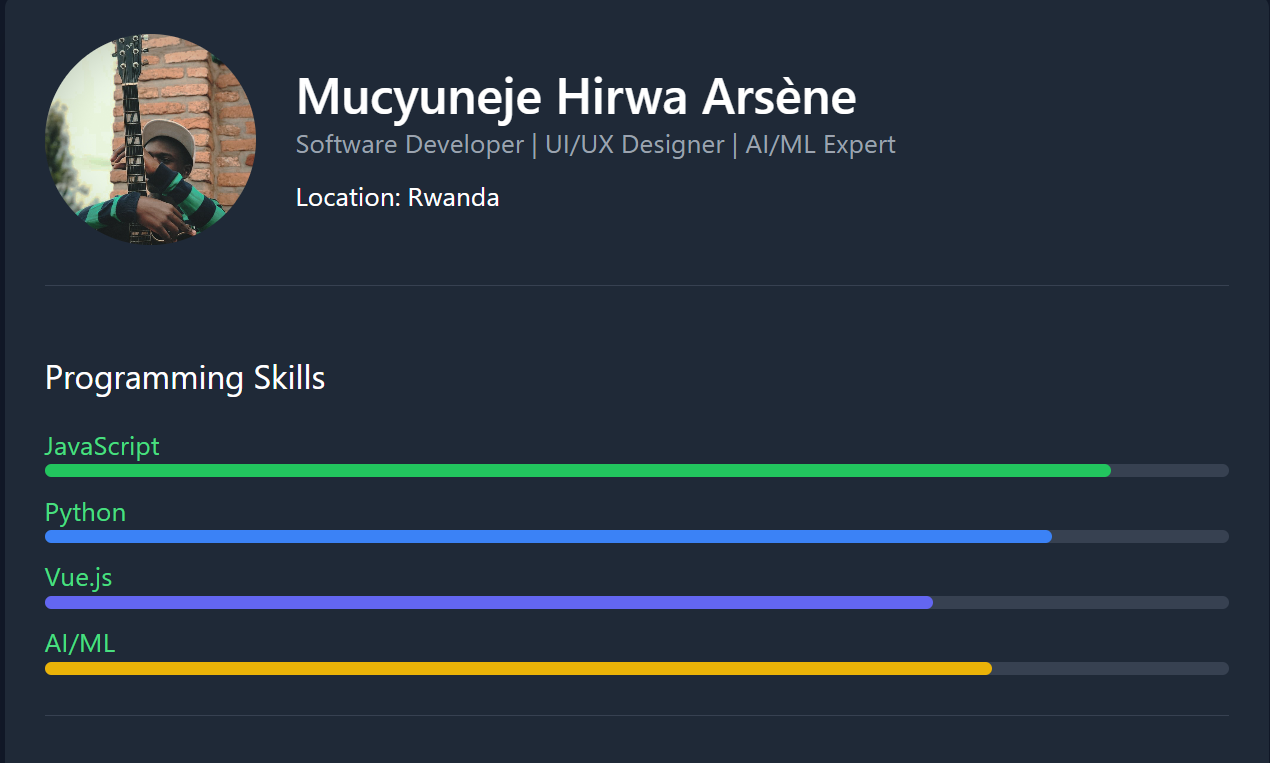 Mucyuneje Hirwa Arsène
Software Developer | UI/UX Designer | AI/ML Expert
Location: Rwanda
Programming Skills
JavaScript
Python
Vue.js
AI/ML